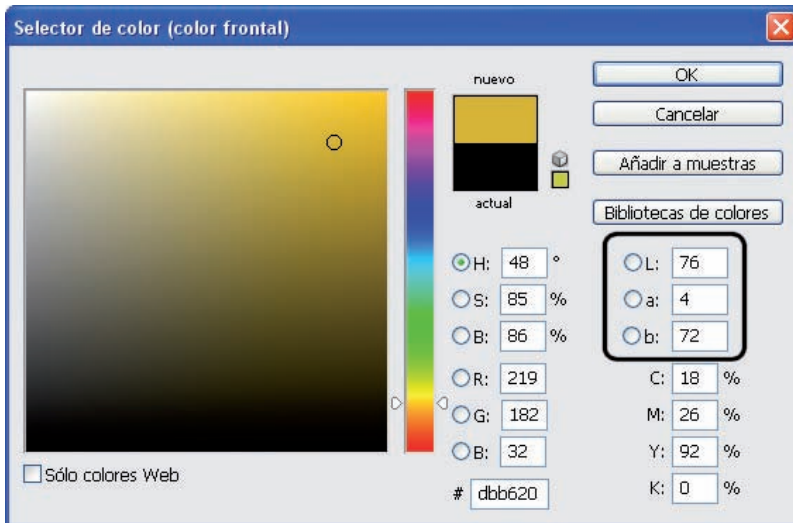 Selector de color (color frontal)
nuevo
actual
OK
Cancelar
Añadir a muestras
Bibliotecas de colores
H: 48 °
S: 85 %
B: 86 %
R: 219
G: 182
B: 32
# dbb620
L: 76
a: 4
b: 72
C: 18 %
M: 26 %
Y: 92 %
K: 0 %
Sólo colores Web